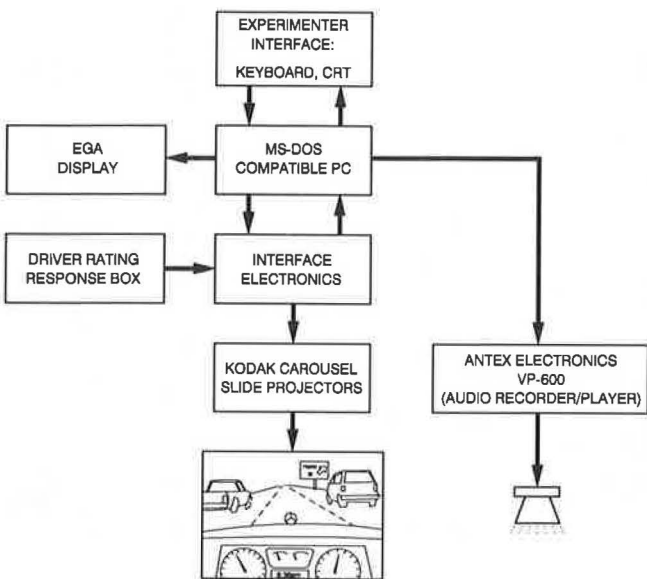 EXPERIMENTER
INTERFACE:
KEYBOARD, CRT
EGA
DISPLAY
MS-DOS
COMPATIBLE PC
DRIVER RATING
RESPONSE BOX
INTERFACE
ELECTRONICS
KODAK CAROUSEL
SLIDE PROJECTORS
ANTEX ELECTRONICS
VP-600
(AUDIO RECORDER/PLAYER)